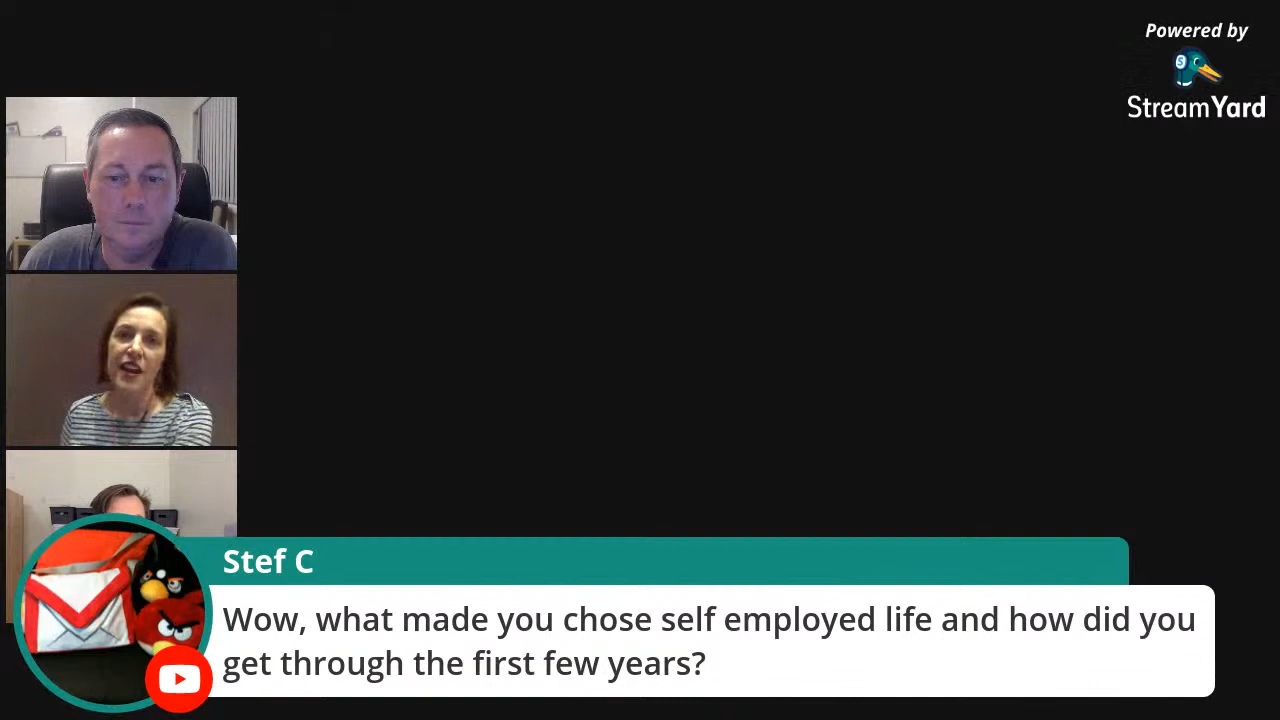 Powered by
StreamYard
Stef C
Wow, what made you chose self employed life and how did you
get through the first few years?